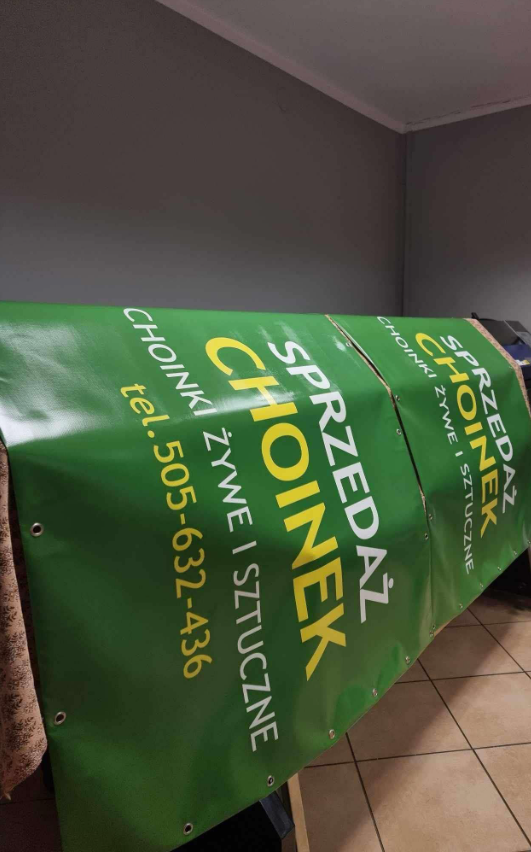 SPRZEDAŻ
CHOINEK
CHOINKI ŻYWE I SZTUCZNE
tel. 505-632-436
SPRZEDAŻ
CHOINEK
CHOINKI ŻYWE I SZTUCZNE